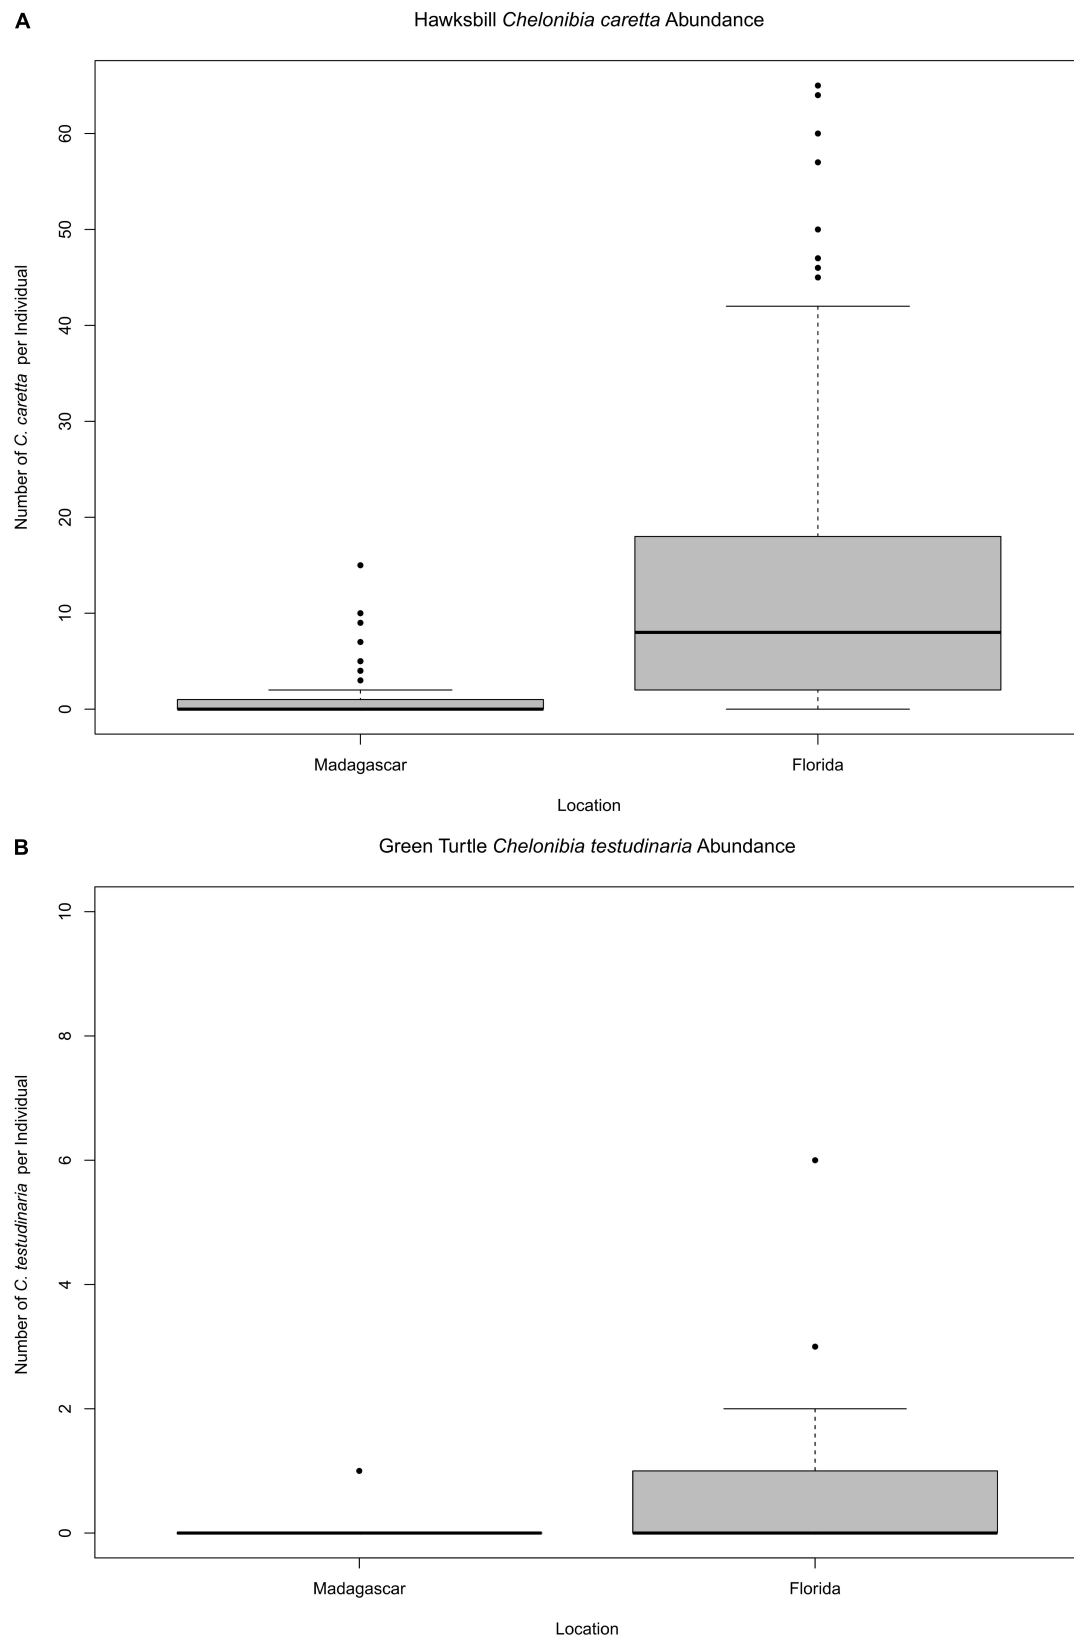 A
Hawksbill Chelonibia caretta Abundance
Number of C. caretta per Individual
60
50
40
30
20
10
0
Madagascar
Florida
Location
B
Green Turtle Chelonibia testudinaria Abundance
Number of C. testudinaria per Individual
10
8
6
4
2
0
Madagascar
Florida
Location